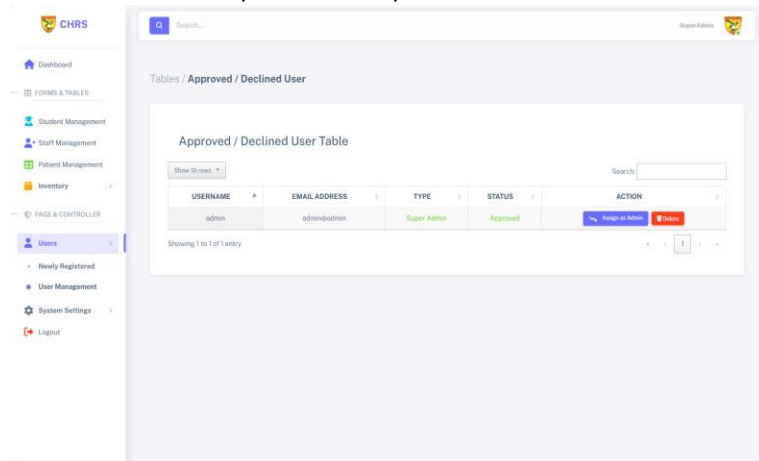 CHRS
Search...
SuperAdmin
Dashboard
Tables / Approved / Declined User
FORMS & TABLES
Student Management
Staff Management
Patient Management
Inventory
PAGE & CONTROLLER
Users
Newly Registered
User Management
System Settings
Logout
Approved / Declined User Table
Show 10 rows
Search:
USERNAME EMAIL ADDRESS TYPE STATUS ACTION
admin admin@admin Super Admin Approved Assign as Admin Delete
Showing 1 to 1 of 1 entry
« ‹ 1 › »